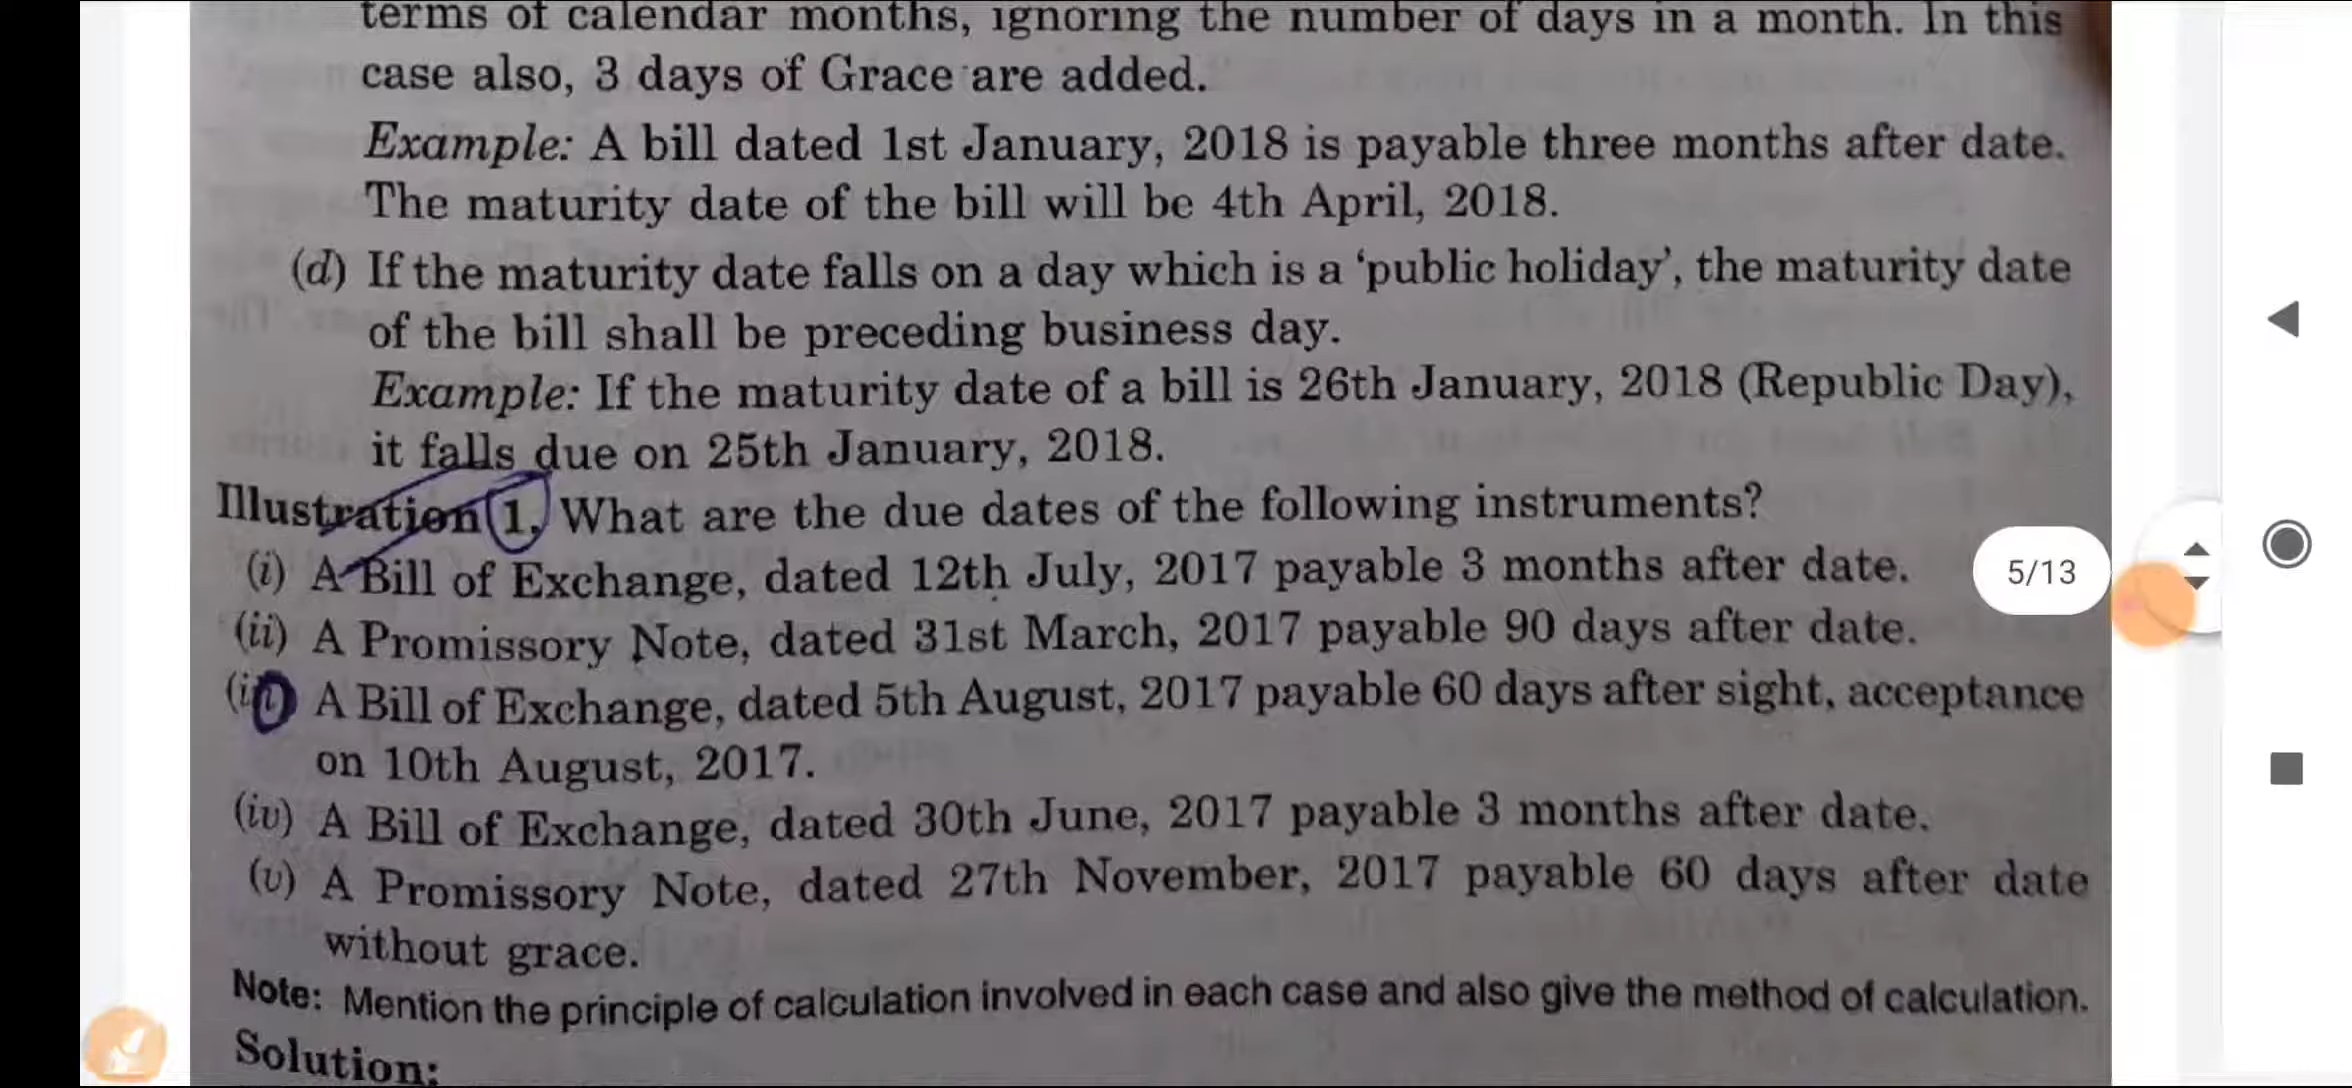 terms of calendar months, ignoring the number of days in a month. In this
case also, 3 days of Grace are added.
Example: A bill dated 1st January, 2018 is payable three months after date.
The maturity date of the bill will be 4th April, 2018.
(d) If the maturity date falls on a day which is a ‘public holiday’, the maturity date
of the bill shall be preceding business day.
Example: If the maturity date of a bill is 26th January, 2018 (Republic Day),
it falls due on 25th January, 2018.
Illustration 1. What are the due dates of the following instruments?
(i) A Bill of Exchange, dated 12th July, 2017 payable 3 months after date.
(ii) A Promissory Note, dated 31st March, 2017 payable 90 days after date.
(iii) A Bill of Exchange, dated 5th August, 2017 payable 60 days after sight, acceptance
on 10th August, 2017.
(iv) A Bill of Exchange, dated 30th June, 2017 payable 3 months after date.
(v) A Promissory Note, dated 27th November, 2017 payable 60 days after date
without grace.
Note: Mention the principle of calculation involved in each case and also give the method of calculation.
Solution:
5/13